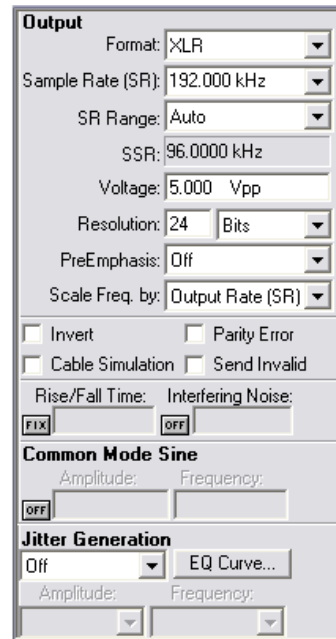 Output
Format: XLR
Sample Rate (SR): 192.000 kHz
SR Range: Auto
SSR: 96.0000 kHz
Voltage: 5.000 Vpp
Resolution: 24 Bits
PreEmphasis: Off
Scale Freq. by: Output Rate (SR)
Invert Parity Error
Cable Simulation Send Invalid
Rise/Fall Time: Interfering Noise:
FIX OFF
Common Mode Sine
Amplitude: Frequency:
OFF
Jitter Generation
Off EQ Curve...
Amplitude: Frequency: